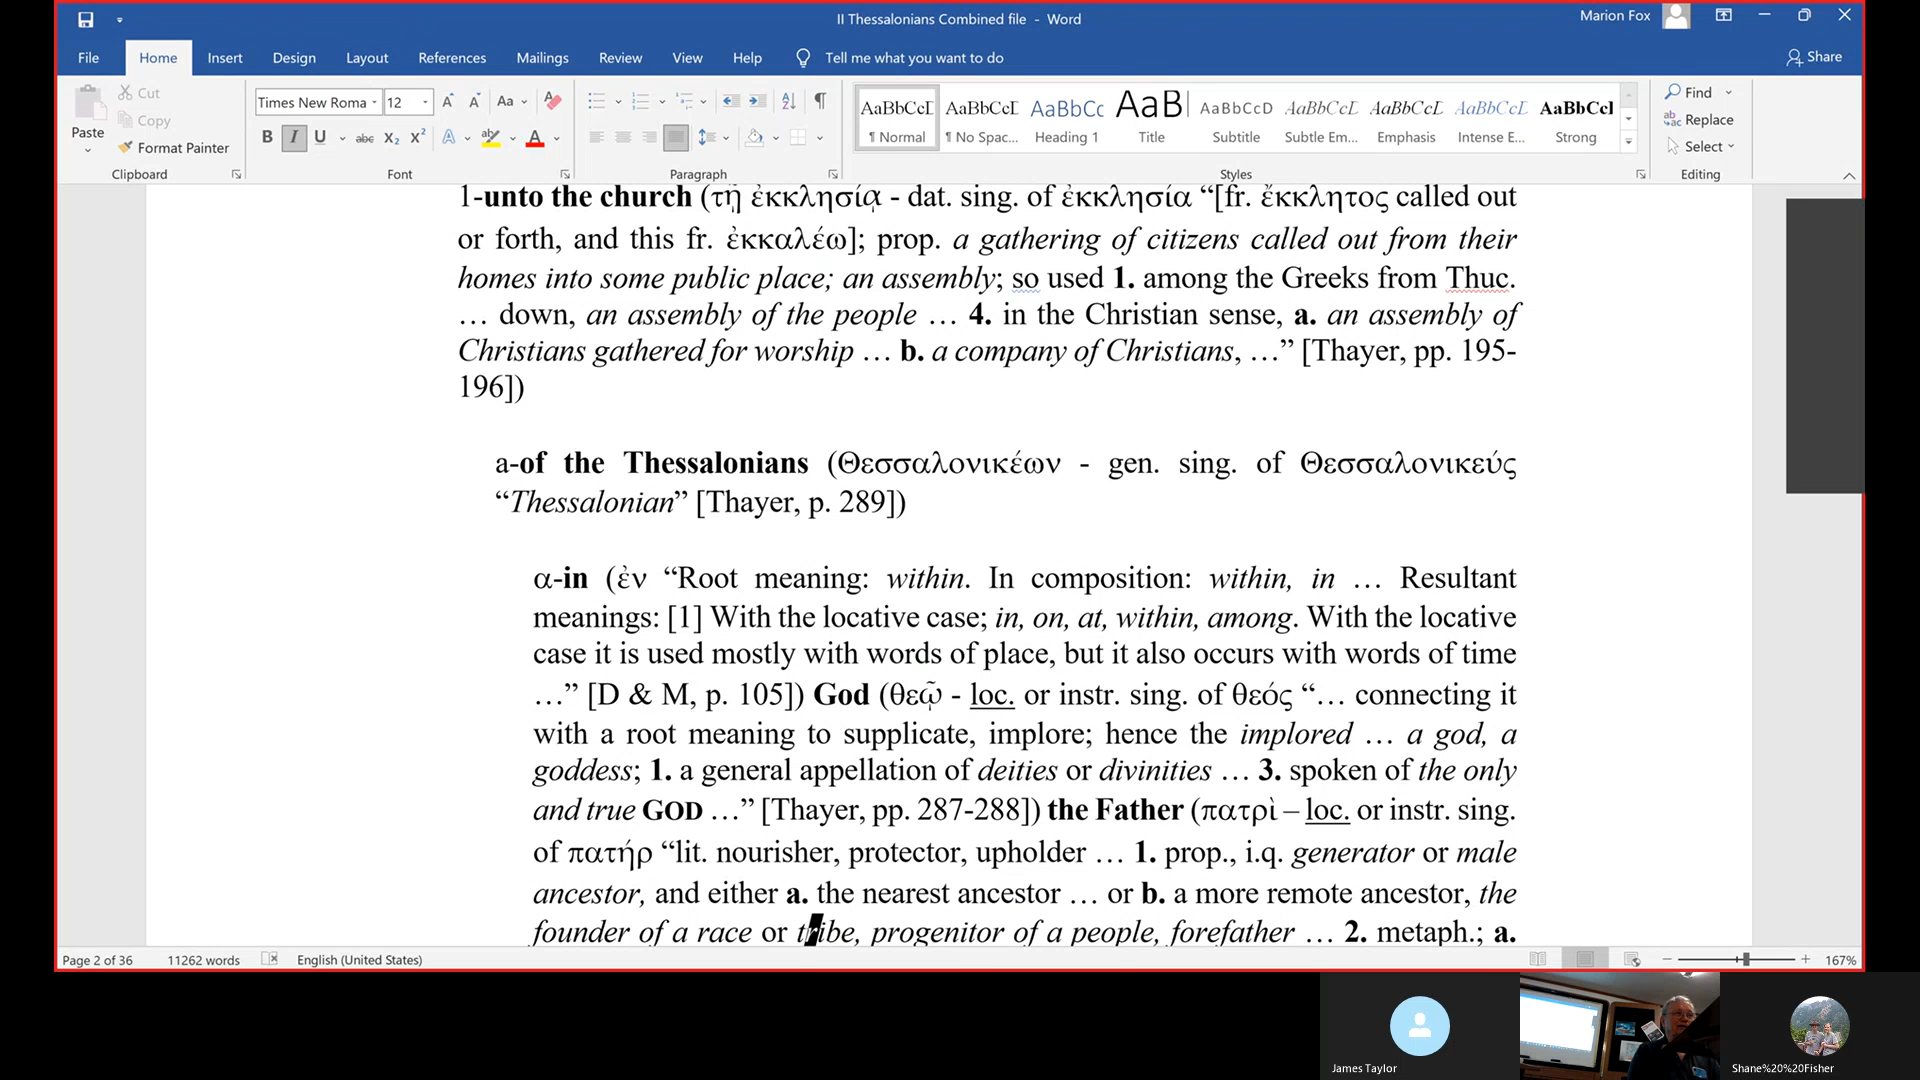 II Thessalonians Combined file - Word
Marion Fox
File Home Insert Design Layout References Mailings Review View Help Tell me what you want to do
Share
Paste
Cut
Copy
Format Painter
Clipboard
Times New Roma 12
Aa
B I U abc X₂ X² A A
Font
Paragraph
AaBbCcD AaBbCcD AaBbCc AaB AaBbCcD AaBbCcD AaBbCcD AaBbCcD AaBbCcl
¶ Normal ¶ No Spac... Heading 1 Title Subtitle Subtle Em... Emphasis Intense E... Strong
Styles
Find
Replace
Select
Editing
1-unto the church (τῇ ἐκκλησίᾳ - dat. sing. of ἐκκλησία “[fr. ἔκκλητος called out
or forth, and this fr. ἐκκαλέω]; prop. a gathering of citizens called out from their
homes into some public place; an assembly; so used 1. among the Greeks from Thuc.
… down, an assembly of the people … 4. in the Christian sense, a. an assembly of
Christians gathered for worship … b. a company of Christians, …” [Thayer, pp. 195-
196])
a-of the Thessalonians (Θεσσαλονικέων - gen. sing. of Θεσσαλονικεύς
“Thessalonian” [Thayer, p. 289])
α-in (ἐν “Root meaning: within. In composition: within, in … Resultant
meanings: [1] With the locative case; in, on, at, within, among. With the locative
case it is used mostly with words of place, but it also occurs with words of time
…” [D & M, p. 105]) God (θεῷ - loc. or instr. sing. of θεός “… connecting it
with a root meaning to supplicate, implore; hence the implored … a god, a
goddess; 1. a general appellation of deities or divinities … 3. spoken of the only
and true GOD …” [Thayer, pp. 287-288]) the Father (πατρὶ – loc. or instr. sing.
of πατήρ “lit. nourisher, protector, upholder … 1. prop., i.q. generator or male
ancestor, and either a. the nearest ancestor … or b. a more remote ancestor, the
founder of a race or tribe, progenitor of a people, forefather … 2. metaph.; a.
Page 2 of 36 11262 words English (United States) 167%
James Taylor
Shane%20%20Fisher